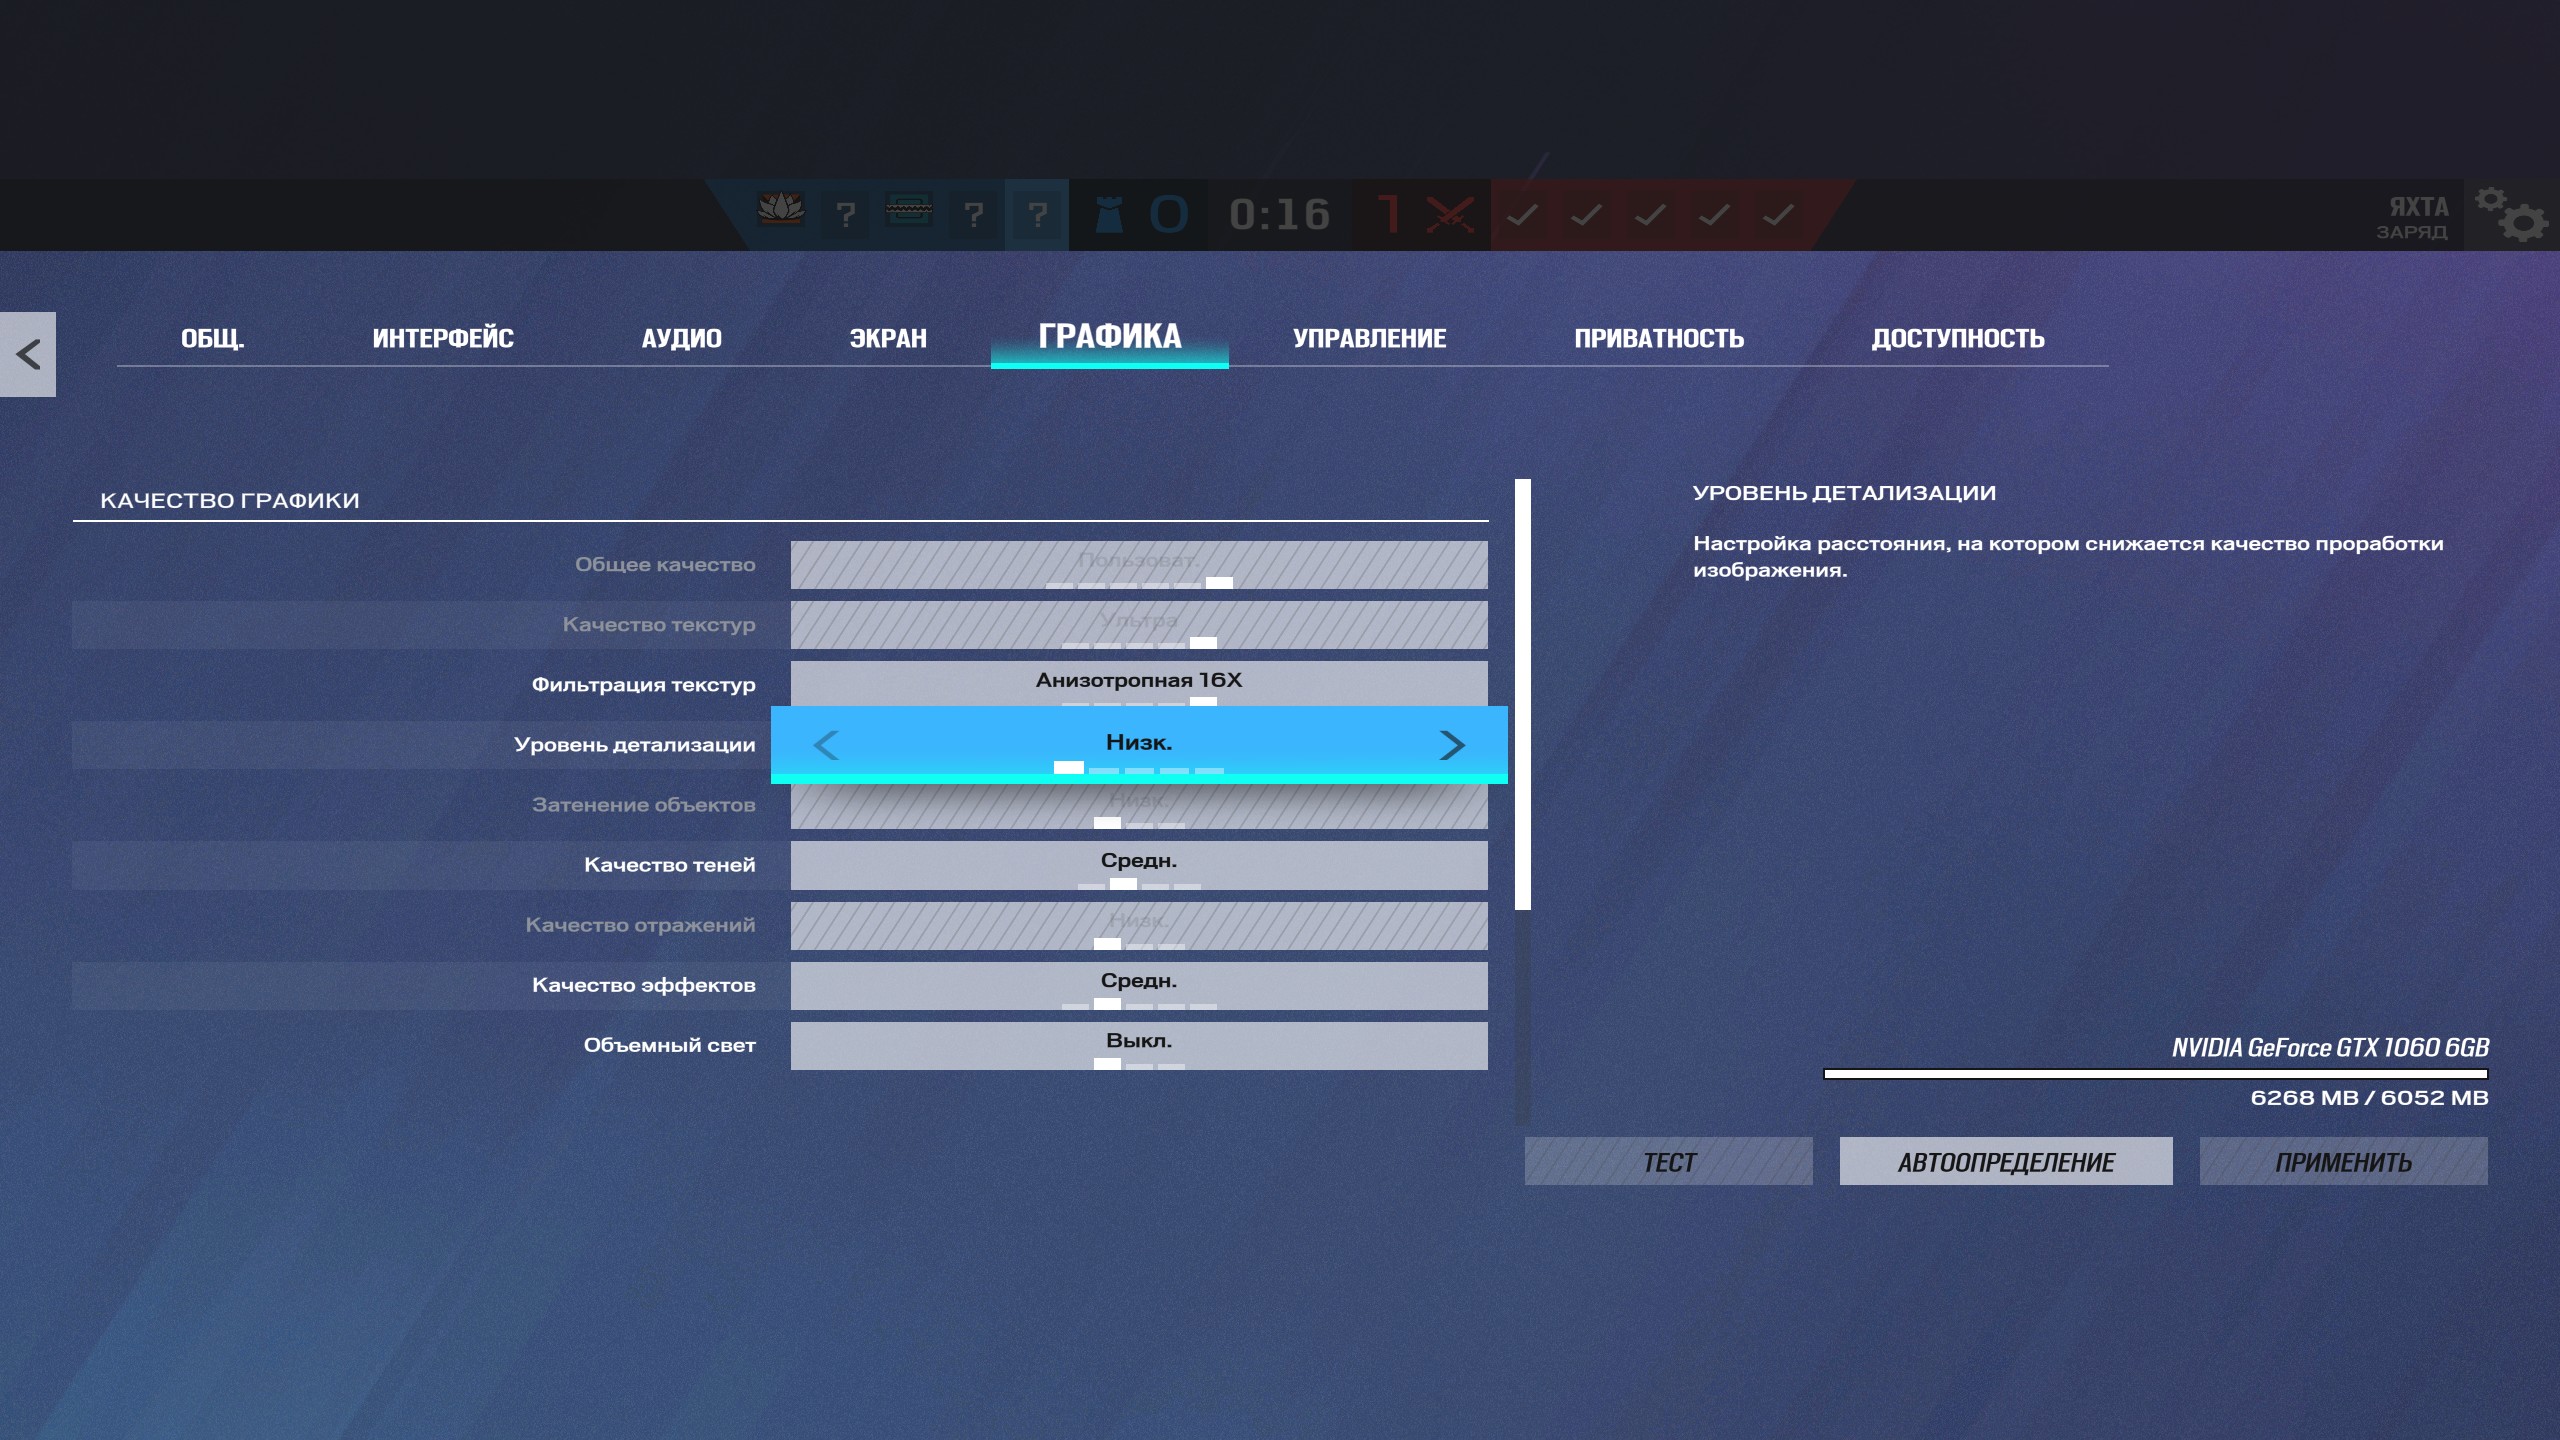 ? ? ? 0 0:16 1
ЯХТА
ЗАРЯД
ОБЩ. ИНТЕРФЕЙС АУДИО ЭКРАН ГРАФИКА УПРАВЛЕНИЕ ПРИВАТНОСТЬ ДОСТУПНОСТЬ
КАЧЕСТВО ГРАФИКИ
Общее качество Пользоват.
Качество текстур Ультра
Фильтрация текстур Анизотропная 16X
Уровень детализации Низк.
Затенение объектов Низк.
Качество теней Средн.
Качество отражений Низк.
Качество эффектов Средн.
Объемный свет Выкл.
УРОВЕНЬ ДЕТАЛИЗАЦИИ
Настройка расстояния, на котором снижается качество проработки
изображения.
NVIDIA GeForce GTX 1060 6GB
6268 MB / 6052 MB
ТЕСТ АВТООПРЕДЕЛЕНИЕ ПРИМЕНИТЬ